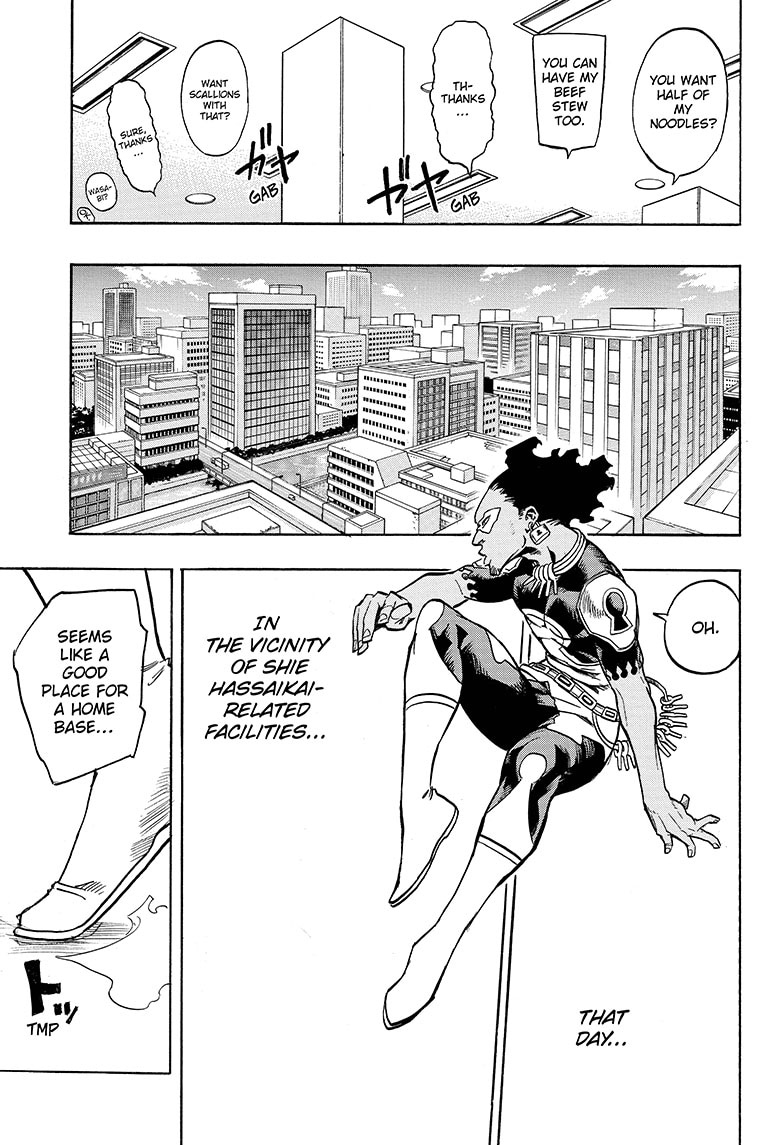 YOU WANT
HALF OF
MY
NOODLES?
YOU CAN
HAVE MY
BEEF
STEW
TOO.
TH-
THANKS
...
ガヤ
GAB
WANT
SCALLIONS
WITH
THAT?
ガヤ
GAB
SURE,
THANKS
...
WASA-
BI?
OH.
THAT
DAY...
IN
THE VICINITY
OF SHIE
HASSAIKAI-
RELATED
FACILITIES...
SEEMS
LIKE A
GOOD
PLACE FOR
A HOME
BASE...
トッ
TMP